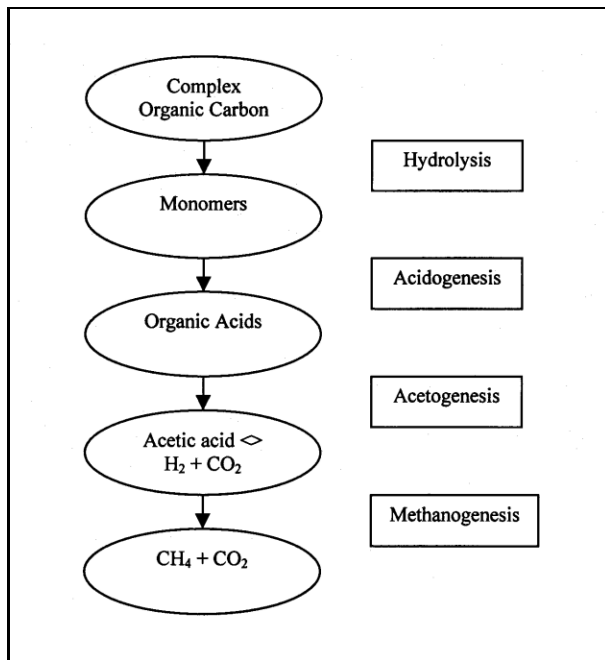 Complex
Organic Carbon
Hydrolysis
Monomers
Acidogenesis
Organic Acids
Acetogenesis
Acetic acid <>
H₂ + CO₂
Methanogenesis
CH₄ + CO₂